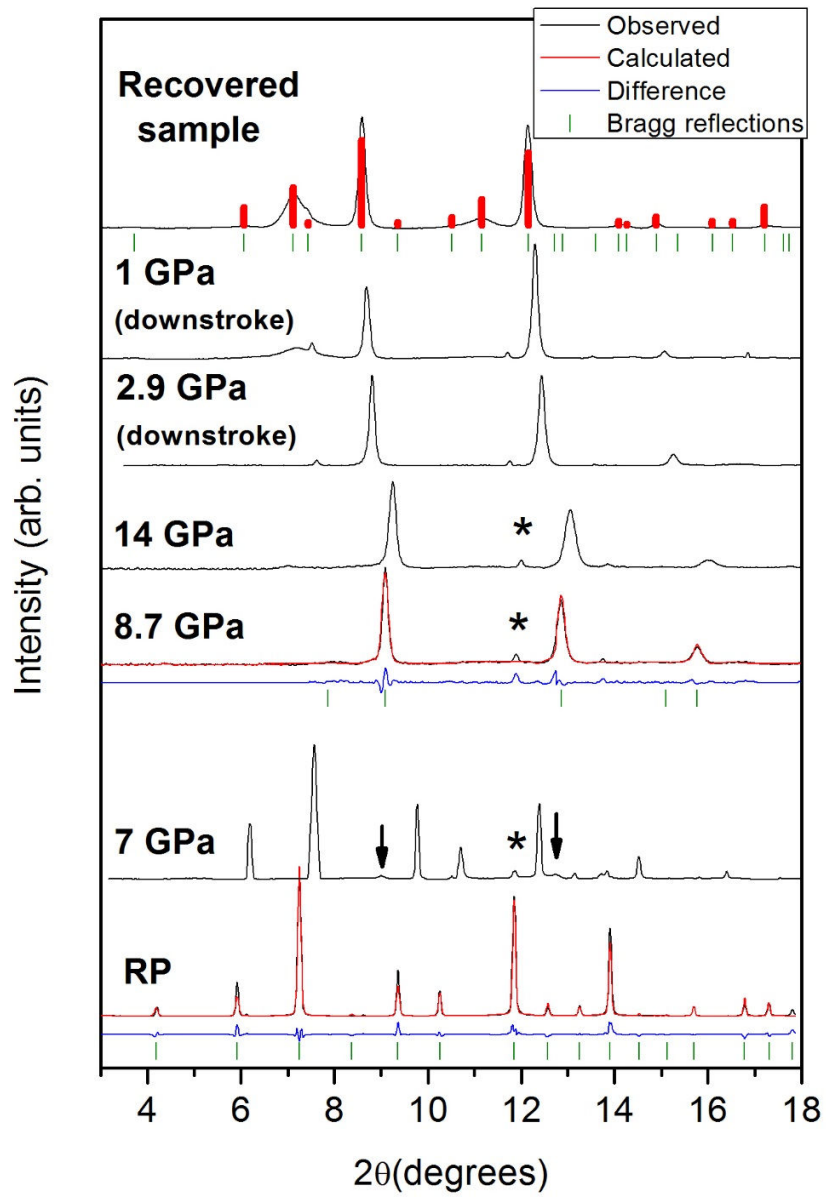 Observed
Calculated
Difference
Bragg reflections
Recovered
sample
1 GPa
(downstroke)
2.9 GPa
(downstroke)
14 GPa
*
8.7 GPa
*
7 GPa
*
RP
4 6 8 10 12 14 16 18
2θ(degrees)
Intensity (arb. units)